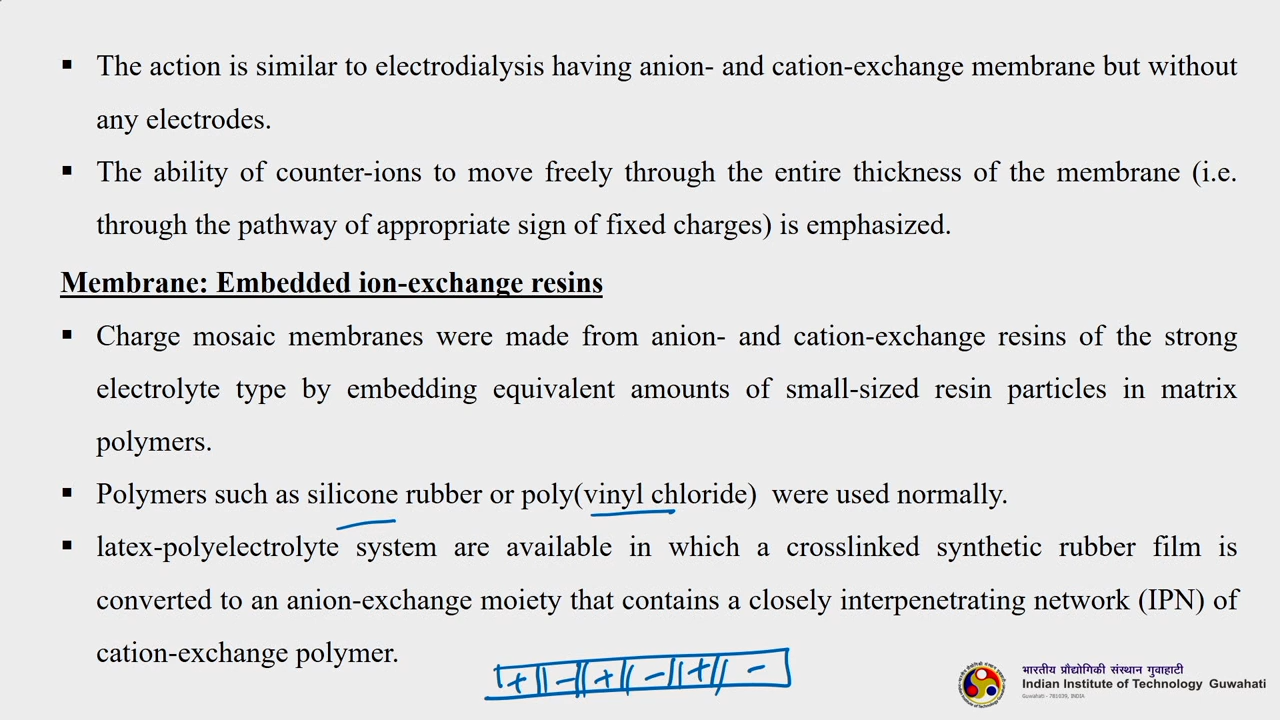 ▪ The action is similar to electrodialysis having anion- and cation-exchange membrane but without
any electrodes.
▪ The ability of counter-ions to move freely through the entire thickness of the membrane (i.e.
through the pathway of appropriate sign of fixed charges) is emphasized.
Membrane: Embedded ion-exchange resins
▪ Charge mosaic membranes were made from anion- and cation-exchange resins of the strong
electrolyte type by embedding equivalent amounts of small-sized resin particles in matrix
polymers.
▪ Polymers such as silicone rubber or poly(vinyl chloride) were used normally.
▪ latex-polyelectrolyte system are available in which a crosslinked synthetic rubber film is
converted to an anion-exchange moiety that contains a closely interpenetrating network (IPN) of
cation-exchange polymer.
+ - + - + -
भारतीय प्रौद्योगिकी संस्थान गुवाहाटी
Indian Institute of Technology Guwahati
Guwahati - 781039, INDIA